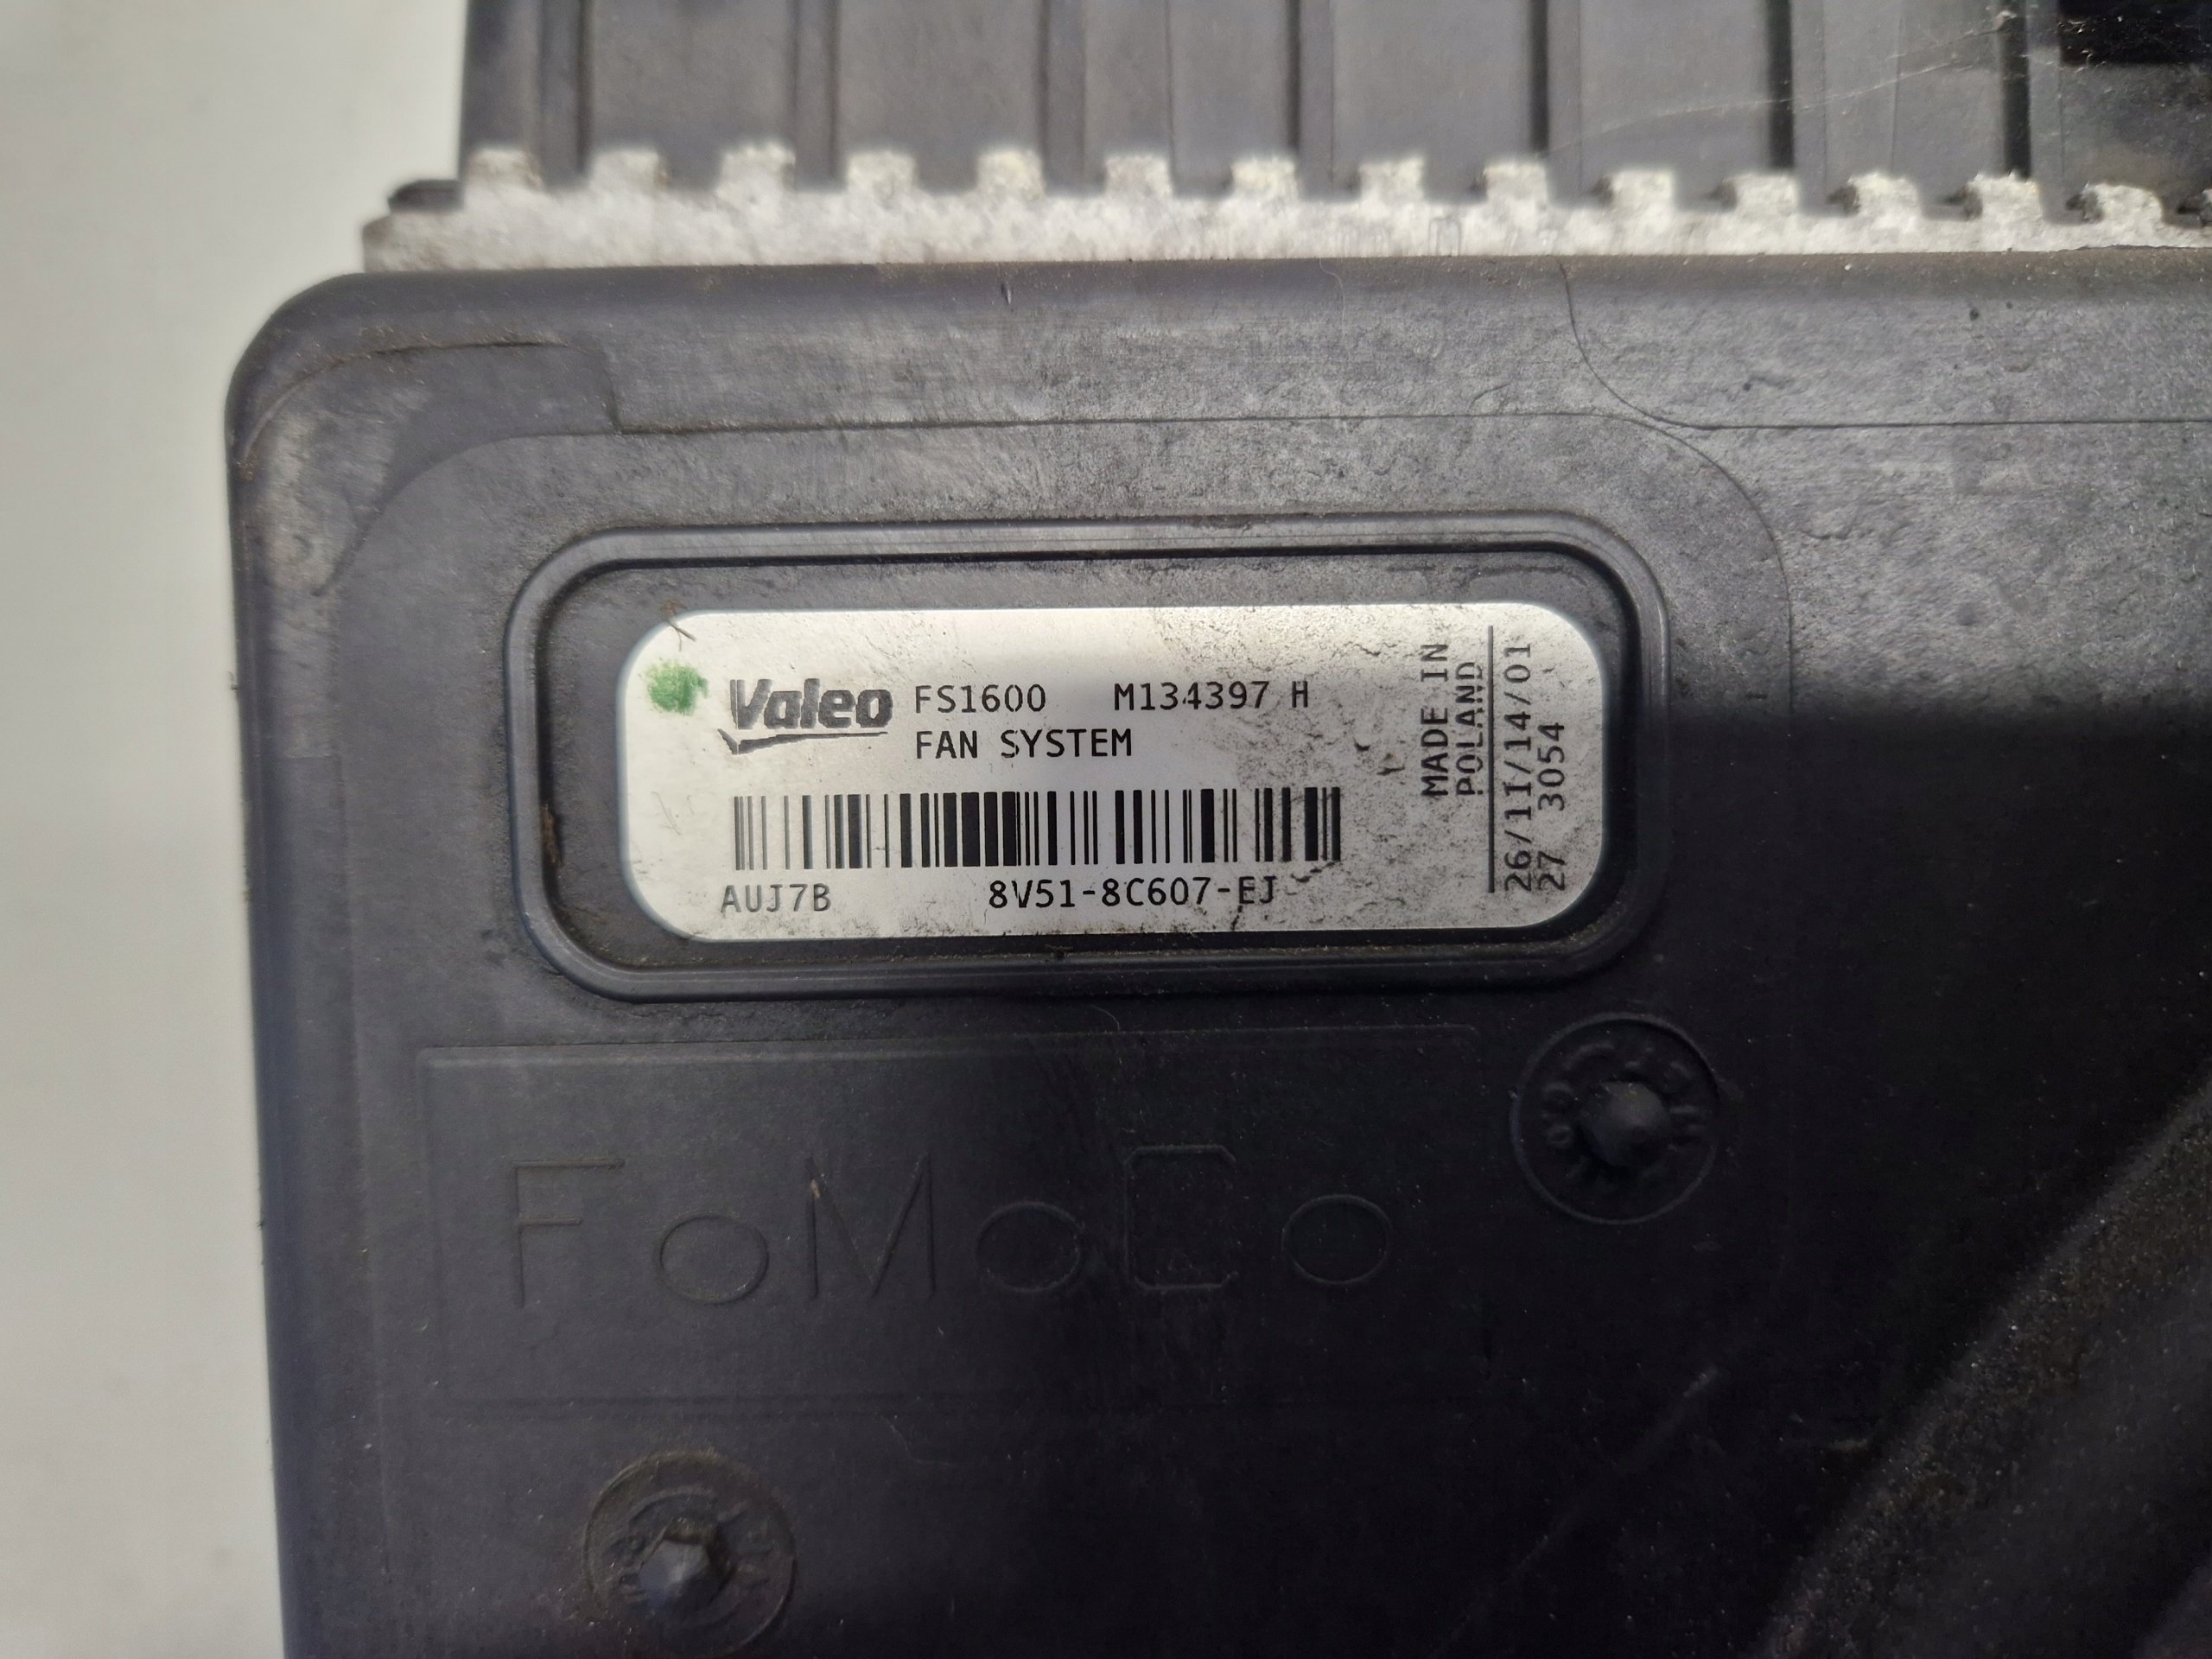 Valeo FS1600 M134397 H
FAN SYSTEM
AUJ7B 8V51-8C607-EJ
MADE IN
POLAND
26/11/14/01
27 3054
FoMoCo